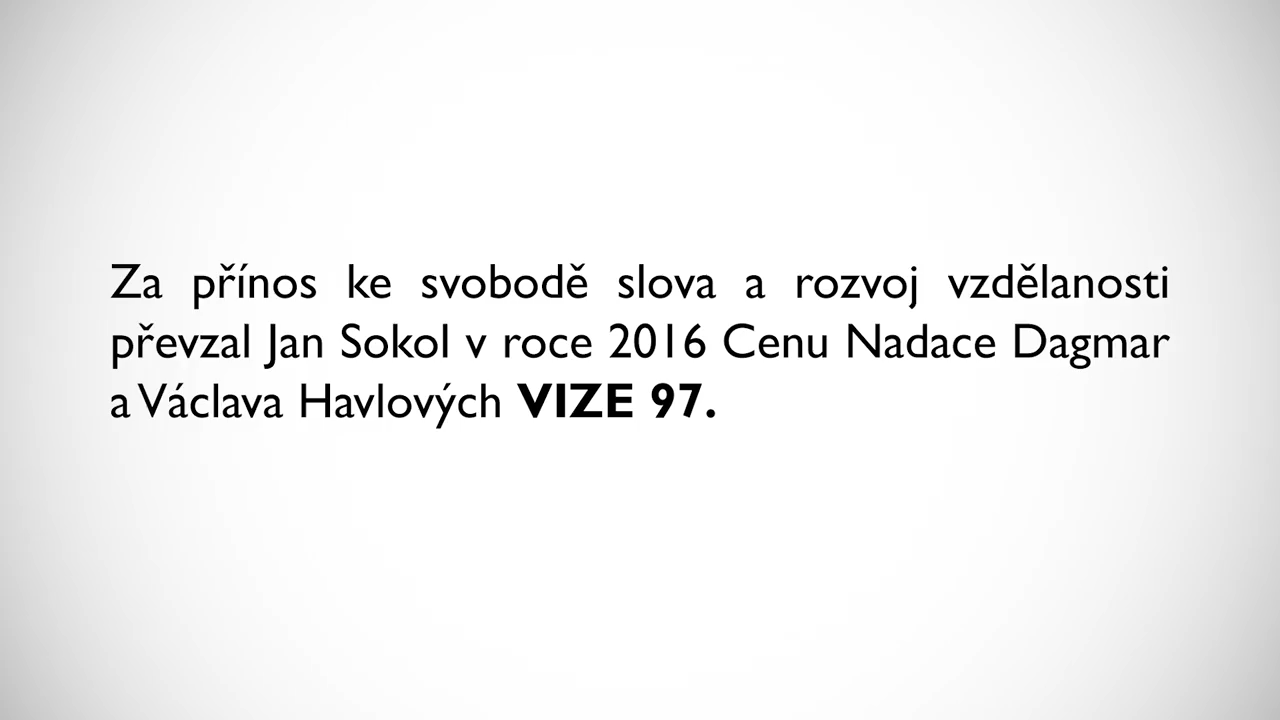 Za přínos ke svobodě slova a rozvoj vzdělanosti
převzal Jan Sokol v roce 2016 Cenu Nadace Dagmar
a Václava Havlových VIZE 97.